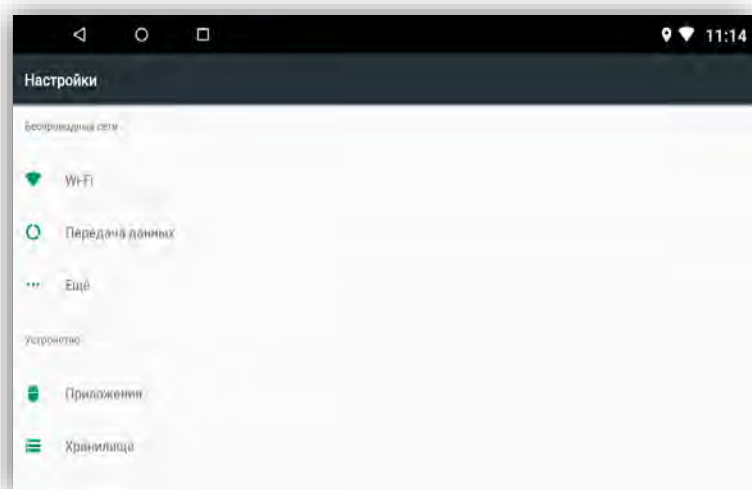 11:14
Настройки
Беспроводные сети
Wi-Fi
Передача данных
Ещё
Устройство
Приложения
Хранилище